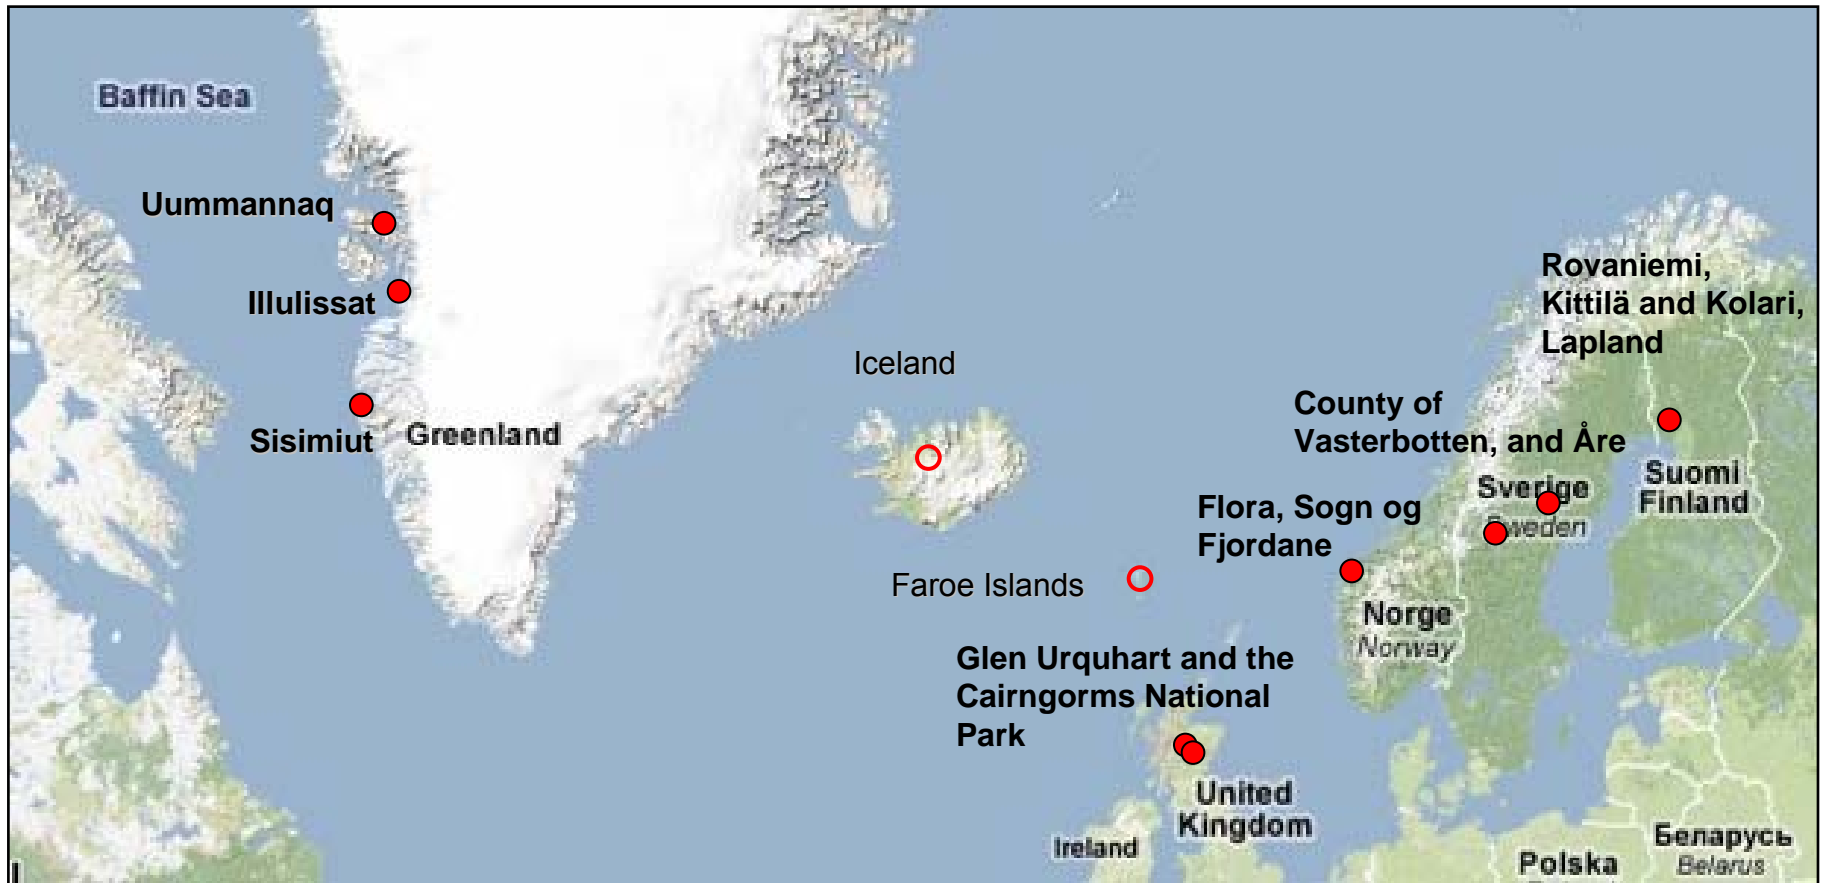 Baffin Sea
Uummannaq
Illulissat
Sisimiut
Greenland
Iceland
Faroe Islands
Rovaniemi,
Kittilä and Kolari,
Lapland
County of
Vasterbotten, and Åre
Sverige
Sweden
Suomi
Finland
Flora, Sogn og
Fjordane
Norge
Norway
Glen Urquhart and the
Cairngorms National
Park
United
Kingdom
Ireland
Беларусь
Belarus
Polska